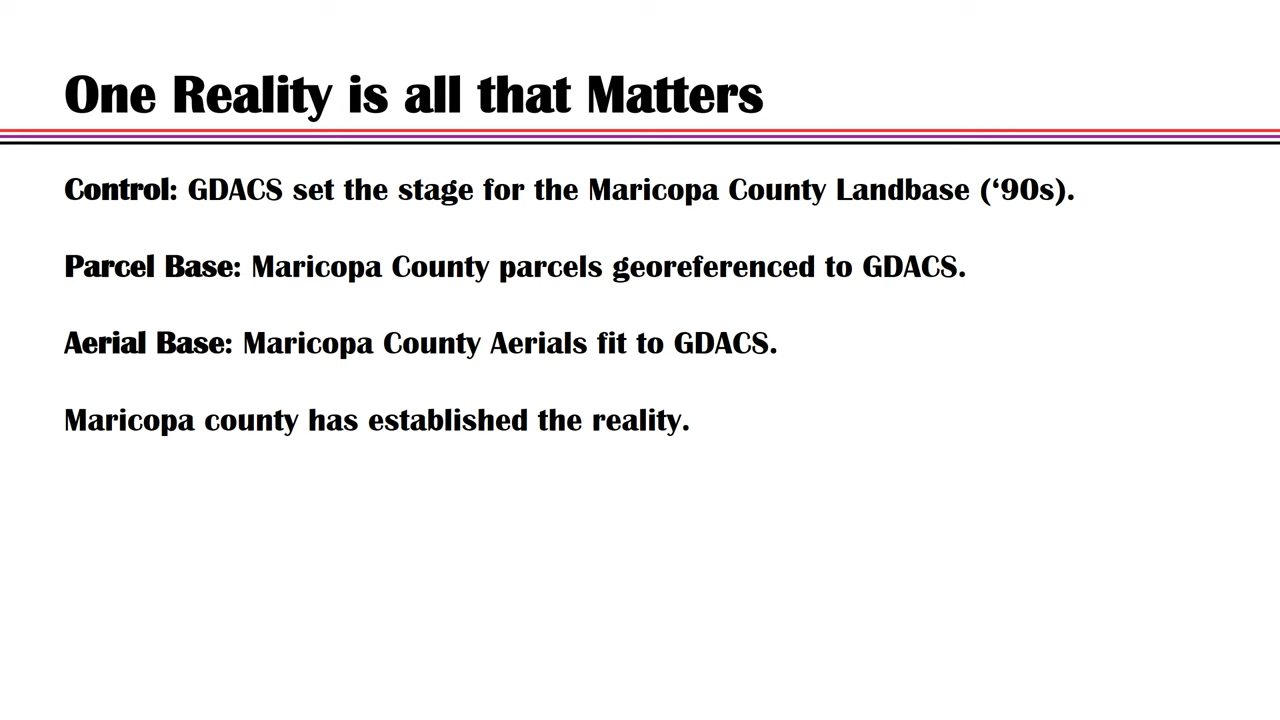 One Reality is all that Matters
Control: GDACS set the stage for the Maricopa County Landbase (‘90s).
Parcel Base: Maricopa County parcels georeferenced to GDACS.
Aerial Base: Maricopa County Aerials fit to GDACS.
Maricopa county has established the reality.